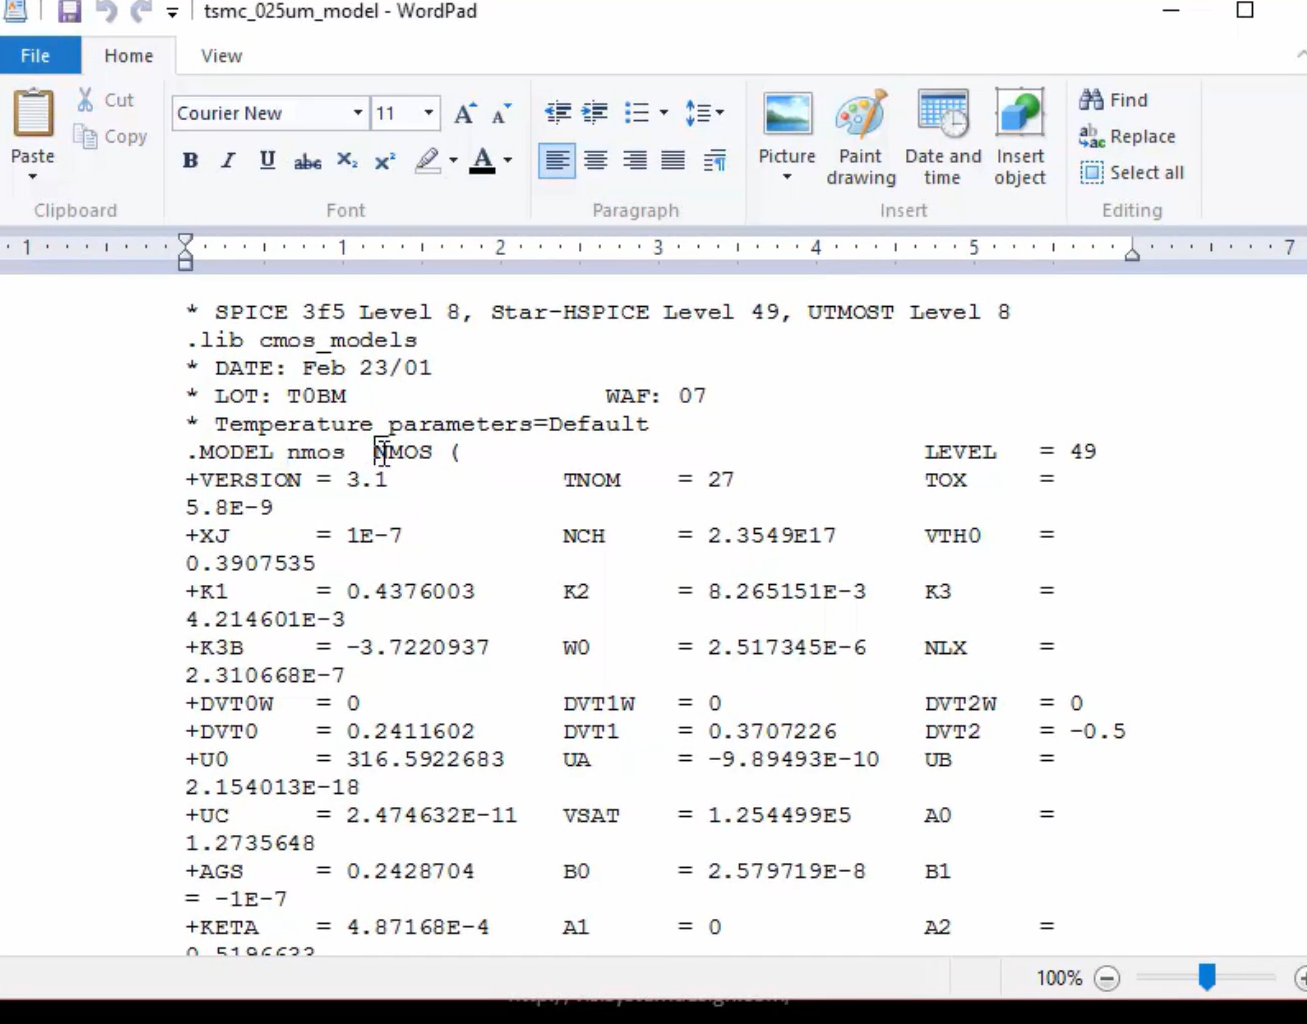 tsmc_025um_model - WordPad
File Home View
Cut
Copy
Paste
Clipboard
Courier New 11
B I U abc X₂ X² A
Font
Paragraph
Picture
Paint drawing
Date and time
Insert object
Insert
Find
Replace
Select all
Editing
1 1 2 3 4 5 7
* SPICE 3f5 Level 8, Star-HSPICE Level 49, UTMOST Level 8
.lib cmos_models
* DATE: Feb 23/01
* LOT: T0BM WAF: 07
* Temperature_parameters=Default
.MODEL nmos NMOS ( LEVEL = 49
+VERSION = 3.1 TNOM = 27 TOX =
5.8E-9
+XJ = 1E-7 NCH = 2.3549E17 VTH0 =
0.3907535
+K1 = 0.4376003 K2 = 8.265151E-3 K3 =
4.214601E-3
+K3B = -3.7220937 W0 = 2.517345E-6 NLX =
2.310668E-7
+DVT0W = 0 DVT1W = 0 DVT2W = 0
+DVT0 = 0.2411602 DVT1 = 0.3707226 DVT2 = -0.5
+U0 = 316.5922683 UA = -9.89493E-10 UB =
2.154013E-18
+UC = 2.474632E-11 VSAT = 1.254499E5 A0 =
1.2735648
+AGS = 0.2428704 B0 = 2.579719E-8 B1
= -1E-7
+KETA = 4.87168E-4 A1 = 0 A2 =
0.5196633
100%